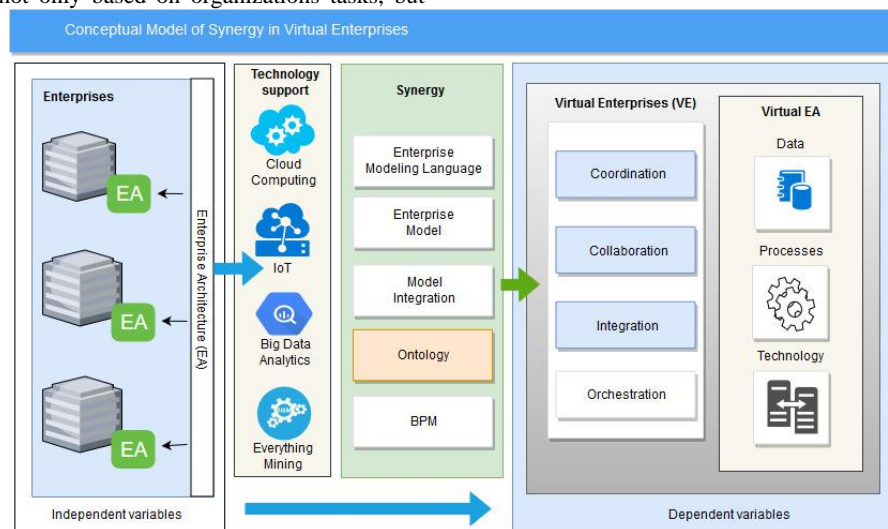 not only based on organizations tasks, but
Conceptual Model of Synergy in Virtual Enterprises
Enterprises
EA
EA
EA
Enterprise Architecture (EA)
Independent variables
Technology
support
Cloud
Computing
IoT
Big Data
Analytics
Everything
Mining
Synergy
Enterprise
Modeling Language
Enterprise
Model
Model
Integration
Ontology
BPM
Virtual Enterprises (VE)
Coordination
Collaboration
Integration
Orchestration
Virtual EA
Data
Processes
Technology
Dependent variables